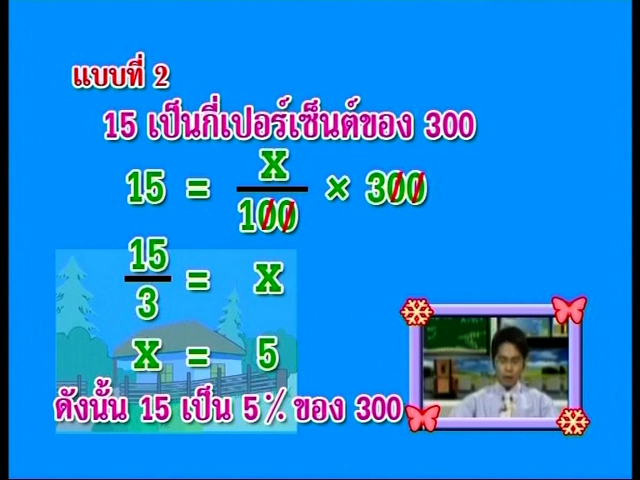 แบบที่ 2
15 เป็นกี่เปอร์เซ็นต์ของ 300
15 = X/100 × 300
15/3 = X
X = 5
ดังนั้น 15 เป็น 5% ของ 300